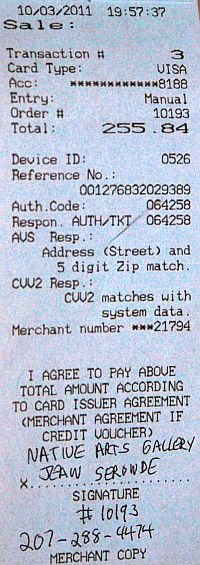 10/03/2011 19:57:37
Sale:
Transaction # 3
Card Type: VISA
Acc: ************8188
Entry: Manual
Order # 10193
Total: 255.84
Device ID: 0526
Reference No.:
001276832029389
Auth.Code: 064258
Respon. AUTH/TKT 064258
AVS Resp.:
Address (Street) and
5 digit Zip match.
CVV2 Resp.:
CVV2 matches with
system data.
Merchant number ***21794
I AGREE TO PAY ABOVE
TOTAL AMOUNT ACCORDING
TO CARD ISSUER AGREEMENT
(MERCHANT AGREEMENT IF
CREDIT VOUCHER)
NATIVE ARTS GALLERY
JEAN SEROWDE
X..........................
SIGNATURE
# 10193
207-288-4474
MERCHANT COPY